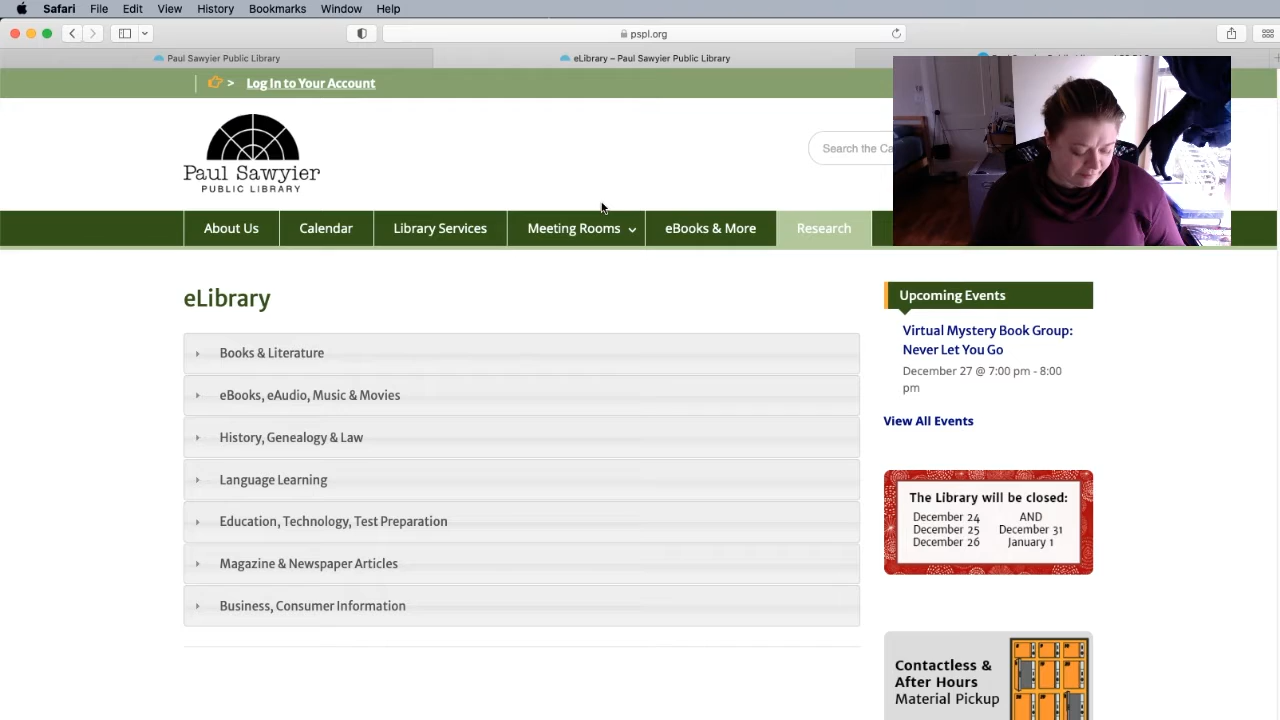 Safari File Edit View History Bookmarks Window Help
pspl.org
Paul Sawyier Public Library
eLibrary – Paul Sawyier Public Library
> Log In to Your Account
Paul Sawyier
PUBLIC LIBRARY
Search the Ca
About Us
Calendar
Library Services
Meeting Rooms
eBooks & More
Research
eLibrary
Books & Literature
eBooks, eAudio, Music & Movies
History, Genealogy & Law
Language Learning
Education, Technology, Test Preparation
Magazine & Newspaper Articles
Business, Consumer Information
Upcoming Events
Virtual Mystery Book Group:
Never Let You Go
December 27 @ 7:00 pm - 8:00
pm
View All Events
The Library will be closed:
December 24 AND
December 25 December 31
December 26 January 1
Contactless &
After Hours
Material Pickup